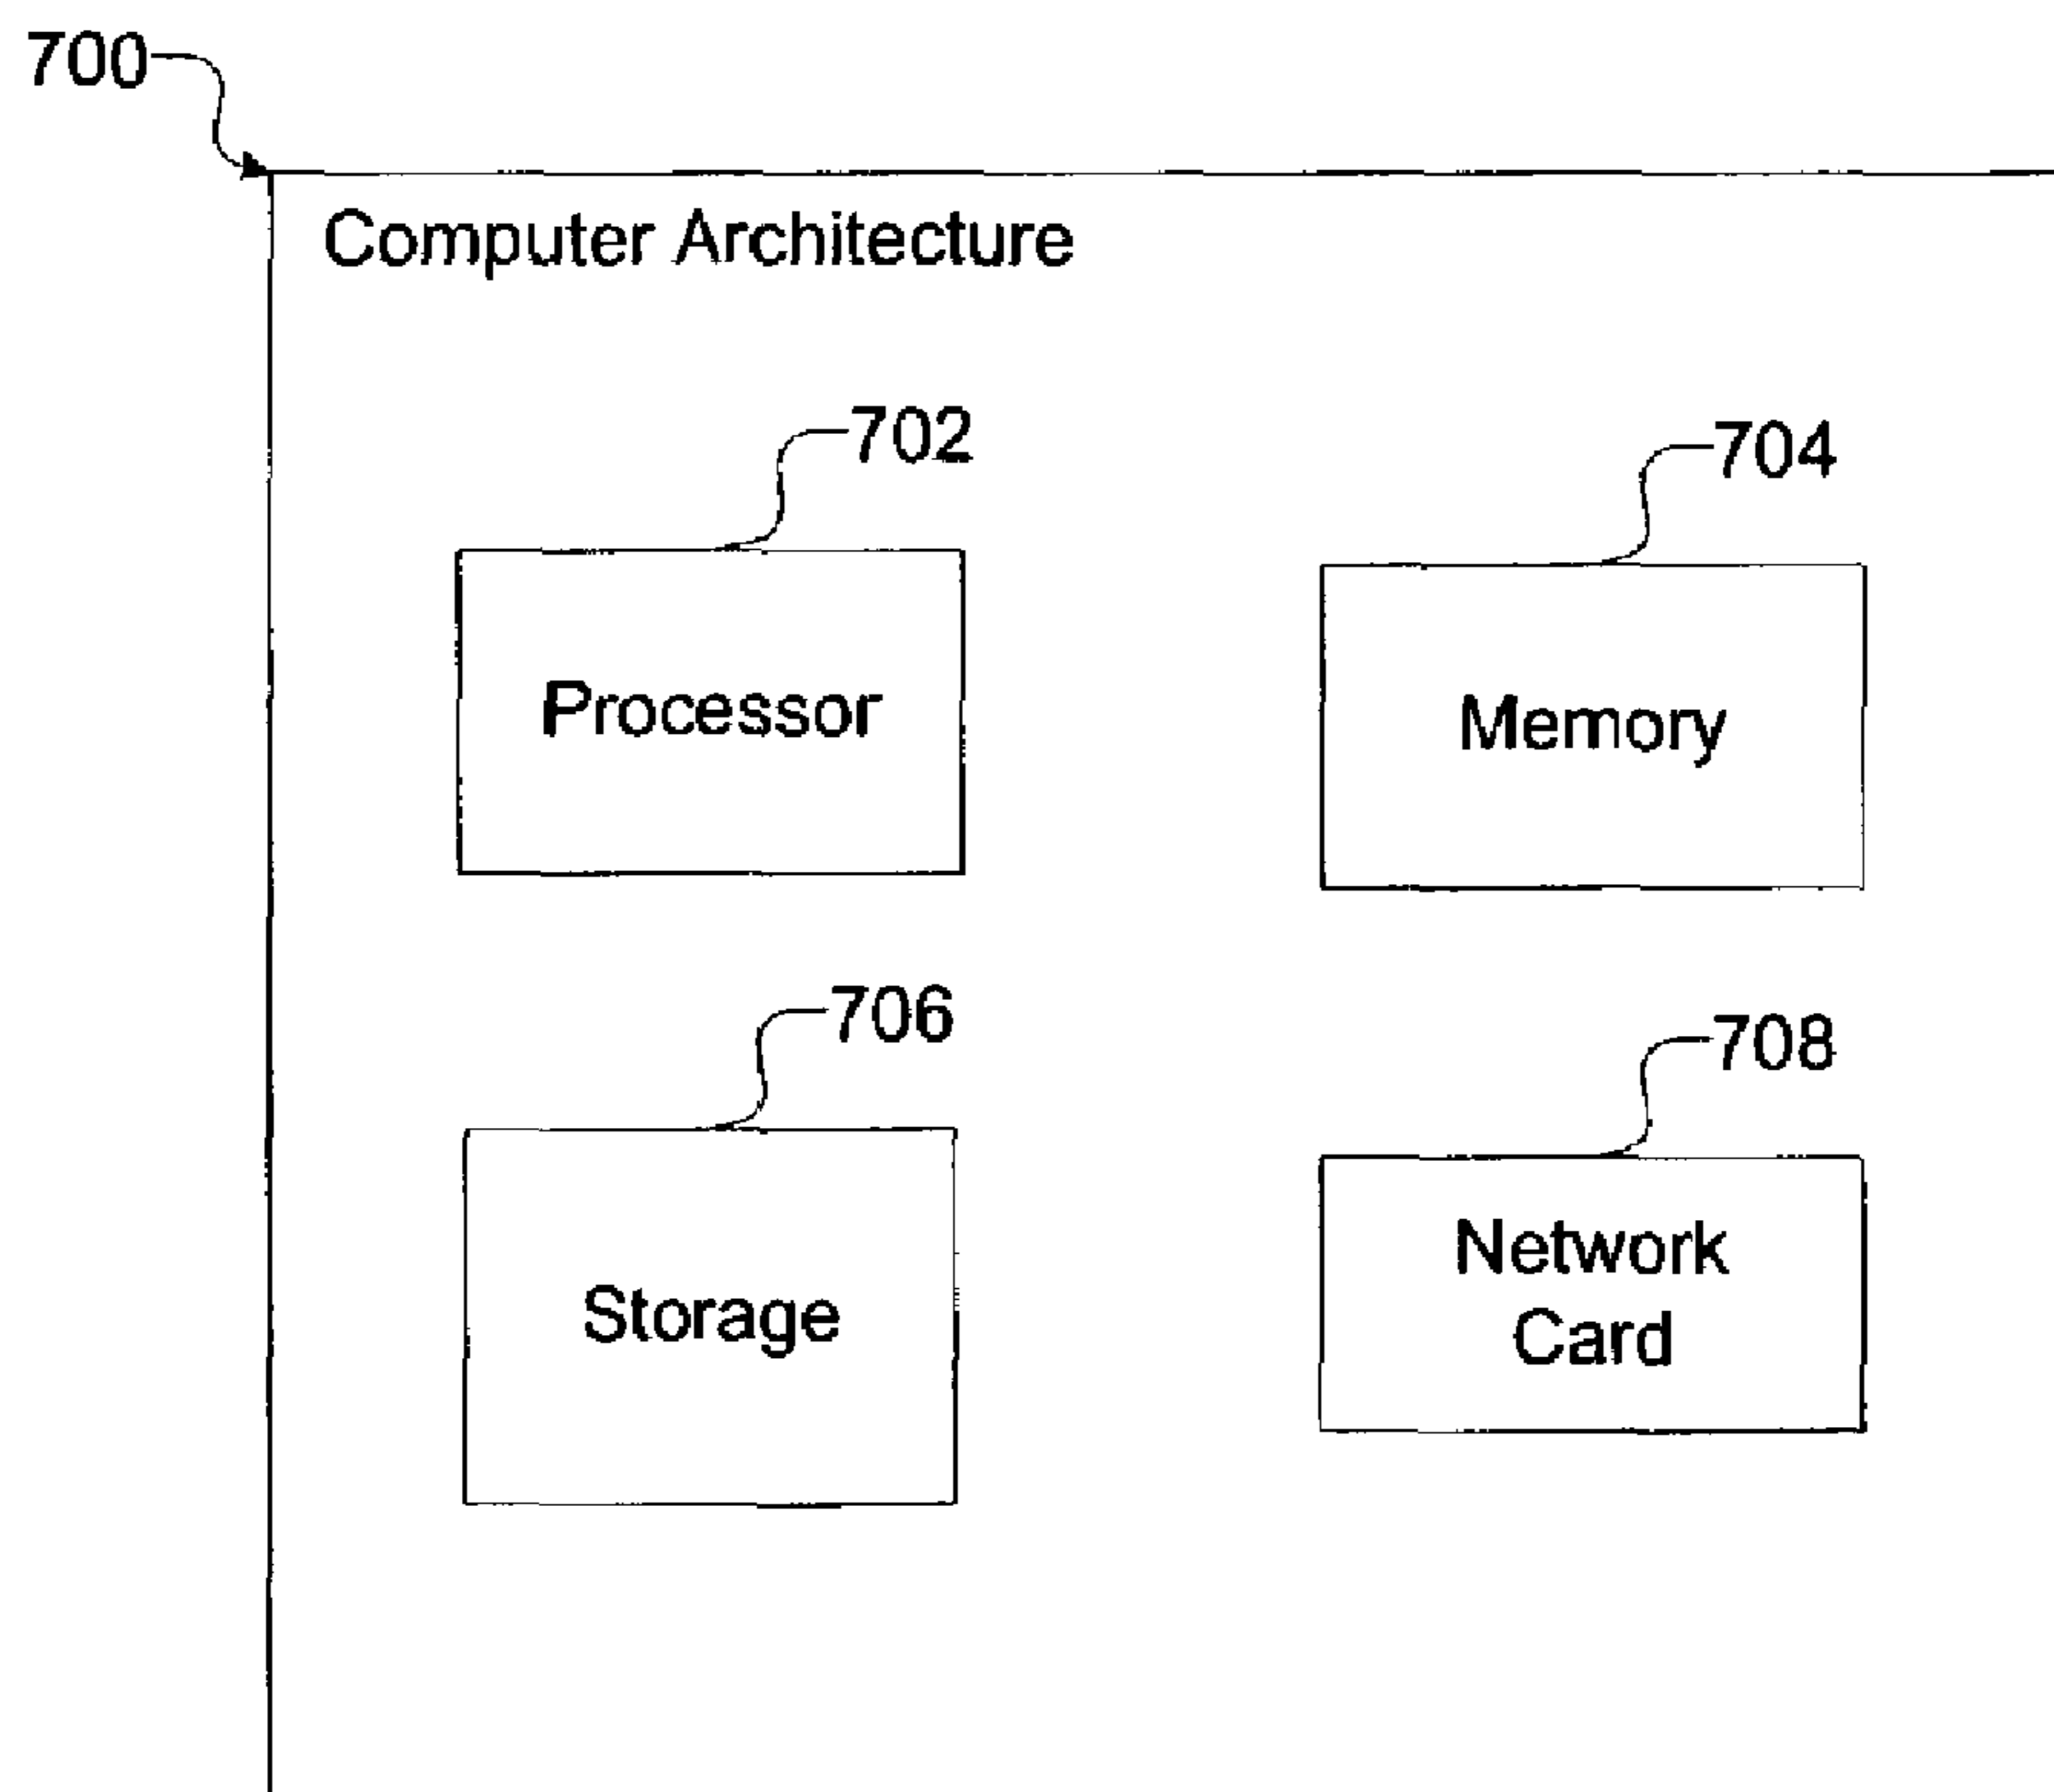 700
Computer Architecture
702
704
Processor
Memory
706
708
Storage
Network
Card